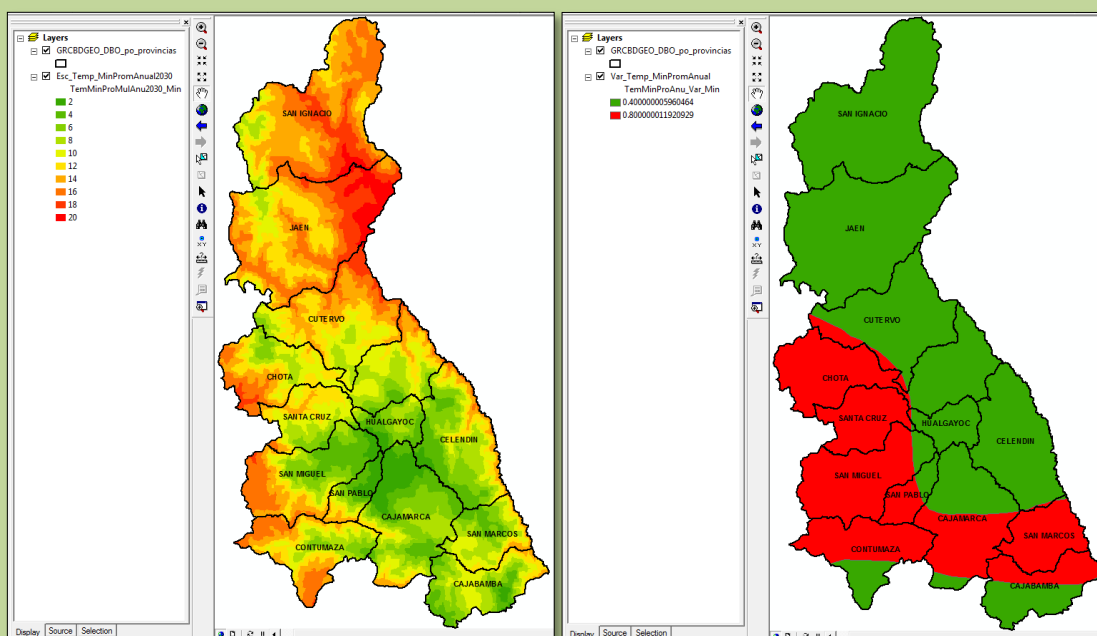 Layers
GRCBDGEO_DBO_po_provincias
Esc_Temp_MinPromAnual2030
TemMinProMulAnu2030_Min
2
4
6
8
10
12
14
16
18
20
Display Source Selection
SAN IGNACIO
JAEN
CUTERVO
CHOTA
SANTA CRUZ
HUALGAYOC
CELENDIN
SAN MIGUEL
SAN PABLO
CAJAMARCA
SAN MARCOS
CONTUMAZA
CAJABAMBA
Layers
GRCBDGEO_DBO_po_provincias
Var_Temp_MinPromAnual
TemMinProAnu_Var_Min
0.400000005960464
0.800000011920929
Display Source Selection
SAN IGNACIO
JAEN
CUTERVO
CHOTA
SANTA CRUZ
HUALGAYOC
CELENDIN
SAN MIGUEL
SAN PABLO
CAJAMARCA
SAN MARCOS
CONTUMAZA
CAJABAMBA